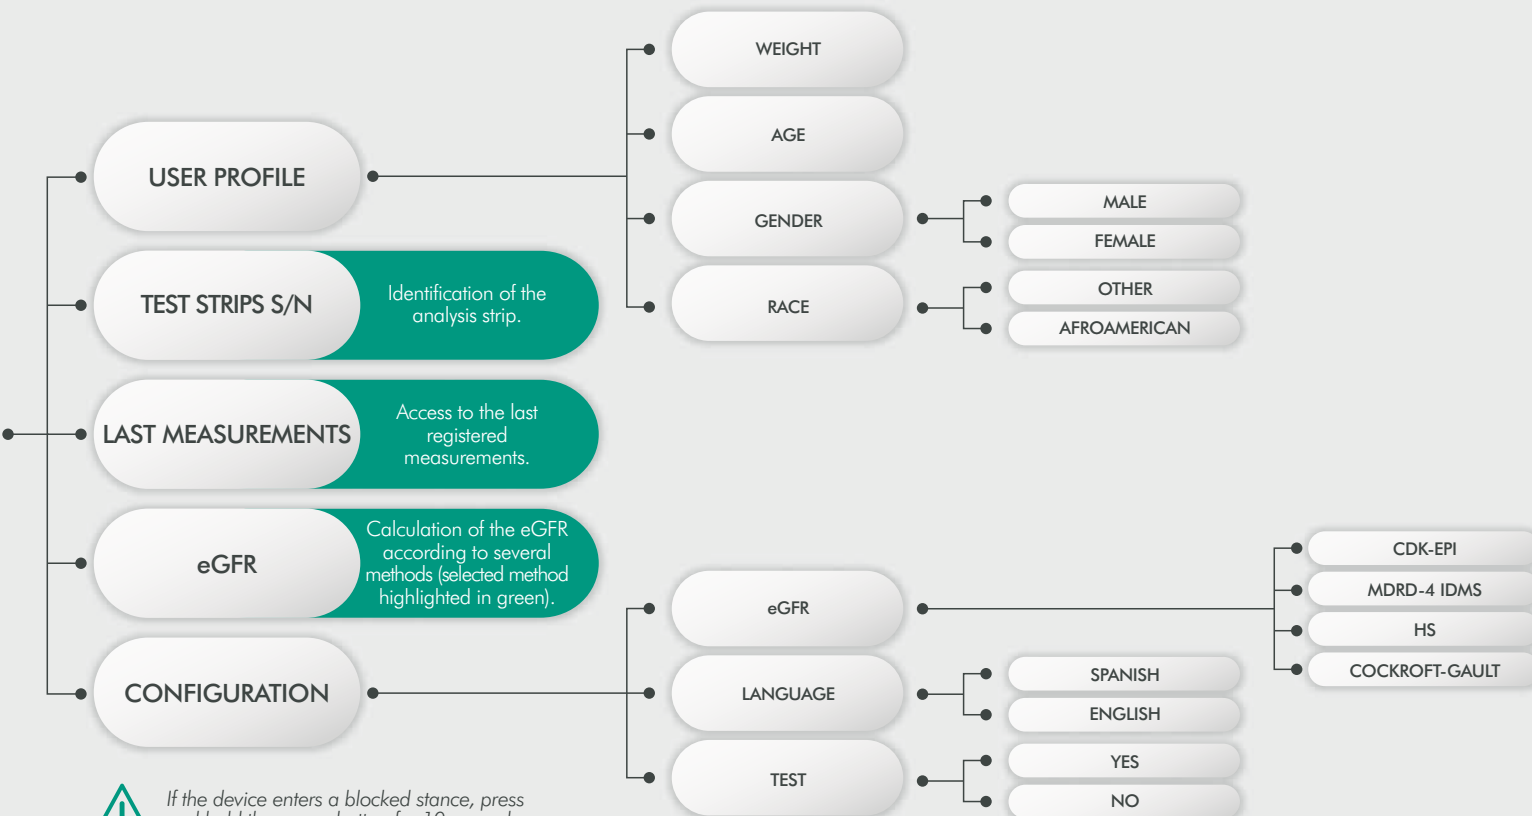 USER PROFILE
WEIGHT
AGE
GENDER
MALE
FEMALE
RACE
OTHER
AFROAMERICAN
TEST STRIPS S/N
Identification of the
analysis strip.
LAST MEASUREMENTS
Access to the last
registered
measurements.
eGFR
Calculation of the eGFR
according to several
methods (selected method
highlighted in green).
CONFIGURATION
eGFR
CDK-EPI
MDRD-4 IDMS
HS
COCKROFT-GAULT
LANGUAGE
SPANISH
ENGLISH
TEST
YES
NO
If the device enters a blocked stance, press